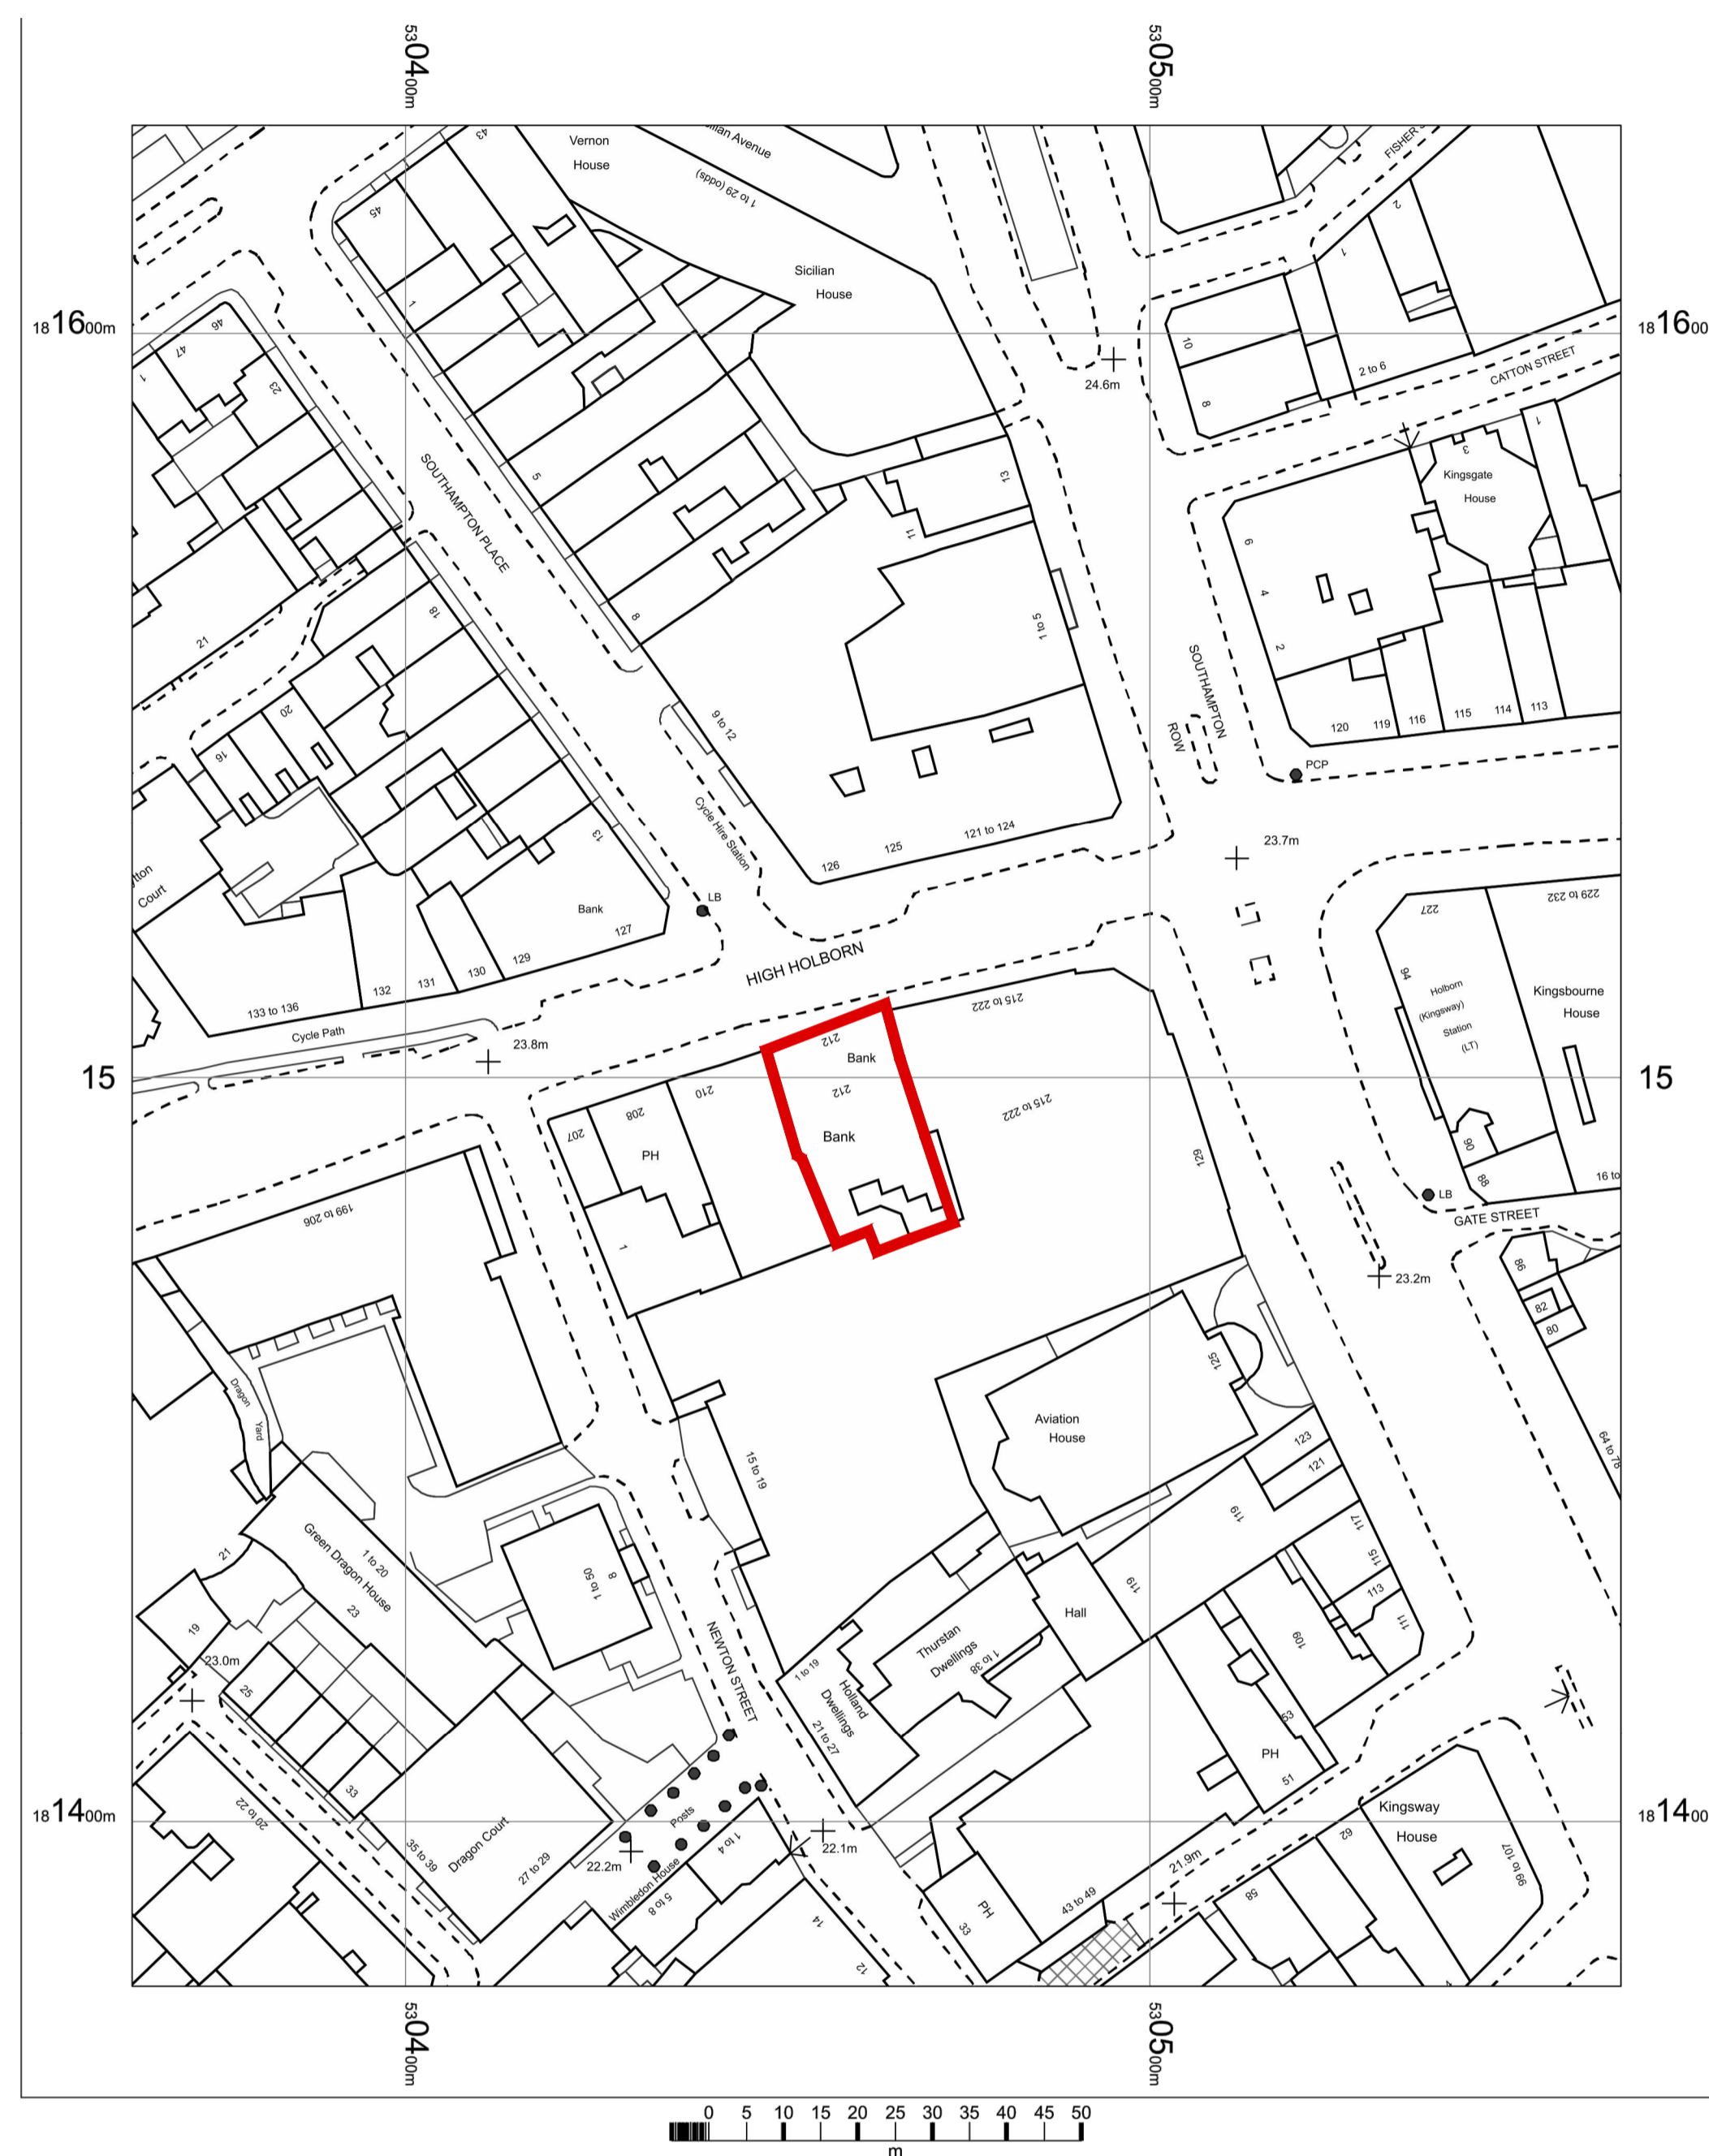 530400m
530500m
Vernon
House
1 to 29 (odds)
Sicilian
House
43
45
1
46
47
1
23
FISHER
2
1
181600m
181600
10
8
2 to 6
CATTON STREET
24.6m
SOUTHAMPTON PLACE
5
13
11
3
1
Kingsgate
House
6
4
2
8
1 to 5
18
21
20
16
SOUTHAMPTON
ROW
9 to 12
120
119
116
115
114
113
PCP
Cycle Hire Station
13
121 to 124
125
126
23.7m
Court
Bank
127
LB
HIGH HOLBORN
129
130
131
132
133 to 136
Cycle Path
23.8m
227
229 to 232
94
Holborn
(Kingsway)
Station
(LT)
Kingsbourne
House
215 to 222
212
Bank
212
Bank
15
15
210
208
207
PH
1
215 to 222
129
90
88
16 to
LB
GATE STREET
199 to 206
23.2m
86
82
80
Dragon
Yard
125
Aviation
House
123
121
64 to 78
15 to 19
119
117
115
113
111
119
Hall
109
Green Dragon House
1 to 20
23
21
19
8
1 to 50
NEWTON STREET
Thurstan
Dwellings
1 to 38
1 to 19
Holland
Dwellings
21 to 27
23.0m
25
33
20 to 22
35 to 39
Dragon Court
27 to 29
Posts
22.2m
Wimbledon House
1 to 4
5 to 8
22.1m
14
12
53
PH
51
21.9m
43 to 49
PH
33
Kingsway
House
62
58
99 to 107
181400m
181400
530400m
530500m
0 5 10 15 20 25 30 35 40 45 50
m